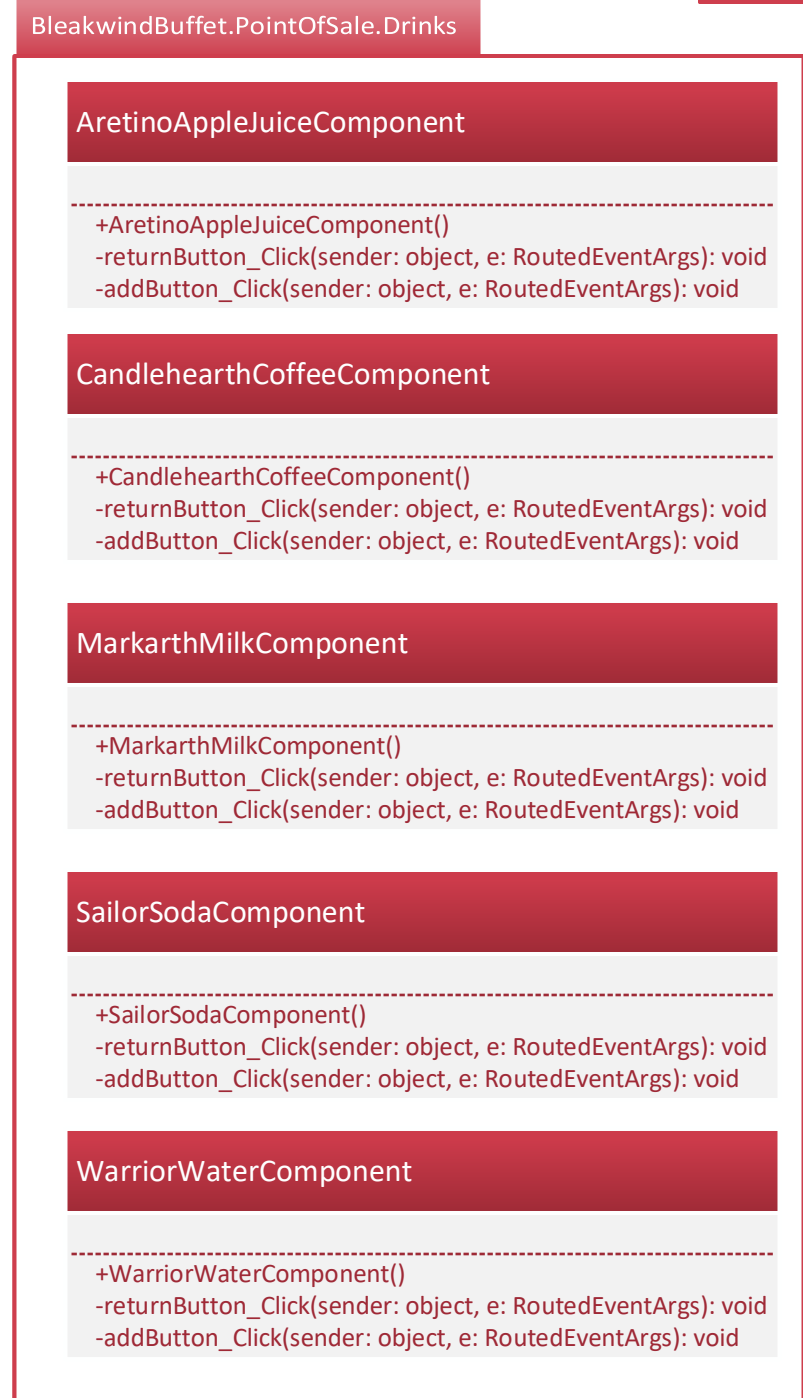 BleakwindBuffet.PointOfSale.Drinks
AretinoAppleJuiceComponent
+AretinoAppleJuiceComponent()
-returnButton_Click(sender: object, e: RoutedEventArgs): void
-addButton_Click(sender: object, e: RoutedEventArgs): void
CandlehearthCoffeeComponent
+CandlehearthCoffeeComponent()
-returnButton_Click(sender: object, e: RoutedEventArgs): void
-addButton_Click(sender: object, e: RoutedEventArgs): void
MarkarthMilkComponent
+MarkarthMilkComponent()
-returnButton_Click(sender: object, e: RoutedEventArgs): void
-addButton_Click(sender: object, e: RoutedEventArgs): void
SailorSodaComponent
+SailorSodaComponent()
-returnButton_Click(sender: object, e: RoutedEventArgs): void
-addButton_Click(sender: object, e: RoutedEventArgs): void
WarriorWaterComponent
+WarriorWaterComponent()
-returnButton_Click(sender: object, e: RoutedEventArgs): void
-addButton_Click(sender: object, e: RoutedEventArgs): void